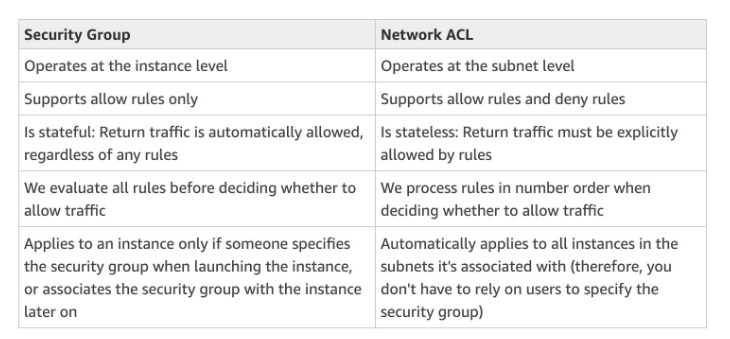 Security Group
Network ACL
Operates at the instance level
Operates at the subnet level
Supports allow rules only
Supports allow rules and deny rules
Is stateful: Return traffic is automatically allowed,
regardless of any rules
Is stateless: Return traffic must be explicitly
allowed by rules
We evaluate all rules before deciding whether to
allow traffic
We process rules in number order when
deciding whether to allow traffic
Applies to an instance only if someone specifies
the security group when launching the instance,
or associates the security group with the instance
later on
Automatically applies to all instances in the
subnets it's associated with (therefore, you
don't have to rely on users to specify the
security group)